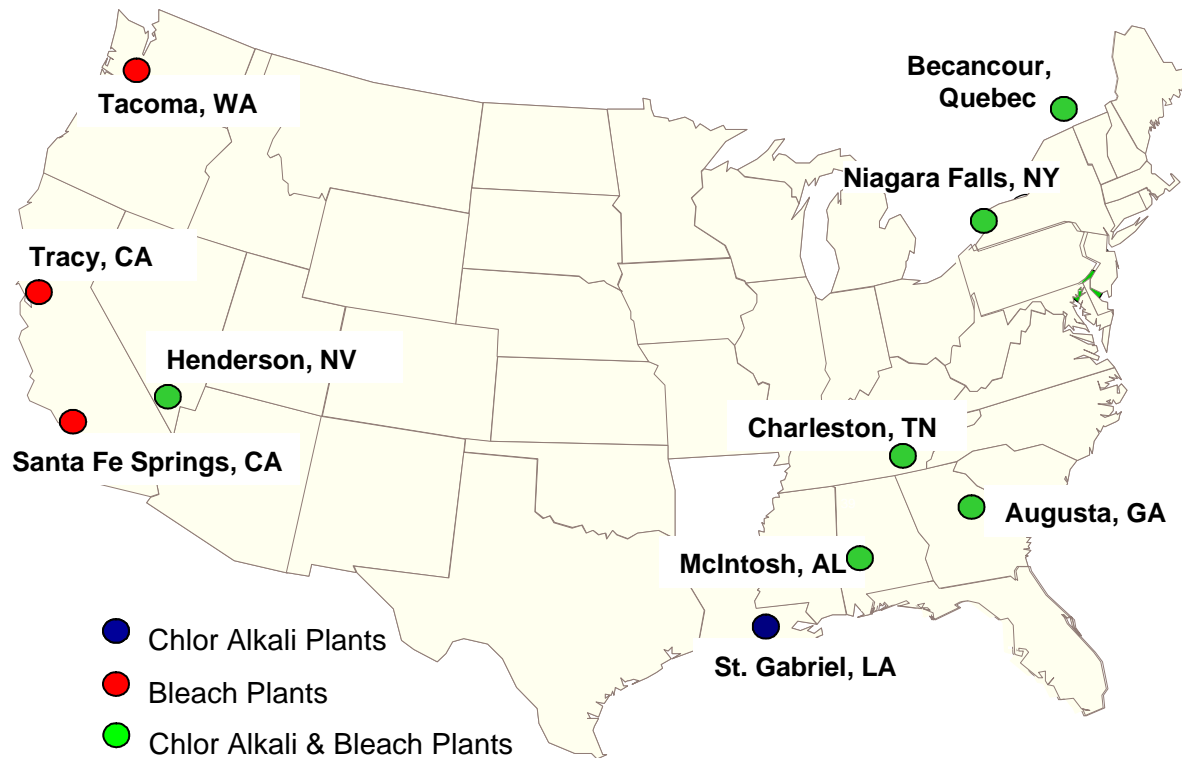 Becancour,
Quebec
Tacoma, WA
Niagara Falls, NY
Tracy, CA
Henderson, NV
Charleston, TN
Santa Fe Springs, CA
Augusta, GA
McIntosh, AL
St. Gabriel, LA
Chlor Alkali Plants
Bleach Plants
Chlor Alkali & Bleach Plants